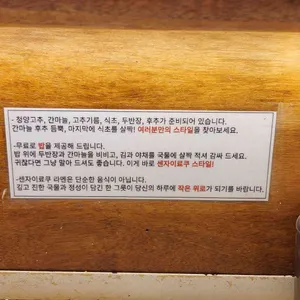 - 청양고추, 간마늘, 고추기름, 식초, 두반장, 후추가 준비되어 있습니다.
간마늘 후추 듬뿍, 마지막에 식초를 살짝! 여러분만의 스타일을 찾아보세요.
-무료로 밥을 제공해 드립니다.
밥 위에 두반장과 간마늘을 비비고, 김과 야채를 국물에 살짝 적셔 감싸 드세요.
귀찮다면 그냥 말아 드셔도 좋습니다. 이게 바로 센자이료쿠 스타일!
-센자이료쿠 라멘은 단순한 음식이 아닙니다.
깊고 진한 국물과 정성이 담긴 한 그릇이 당신의 하루에 작은 위로가 되기를 바랍니다.